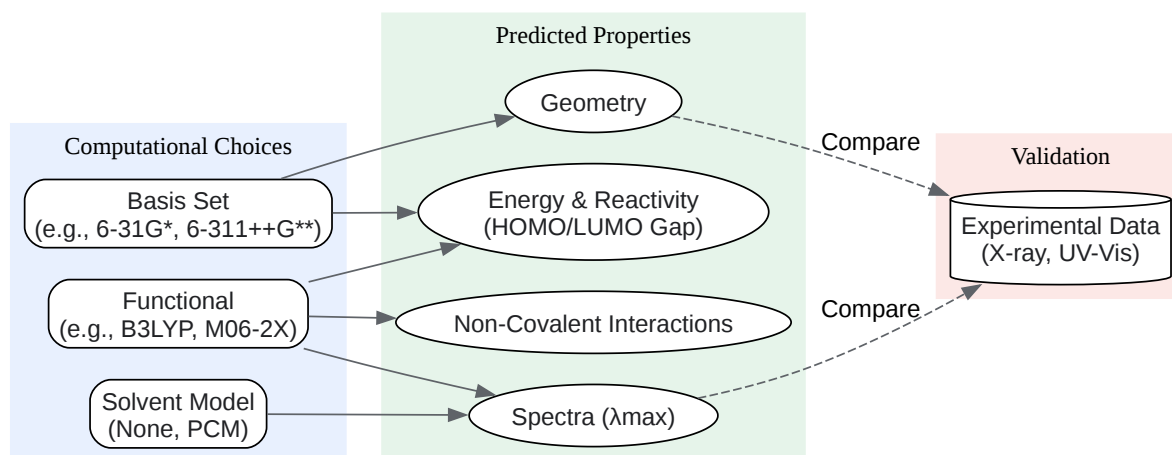 Predicted Properties
Geometry
Compare
Computational Choices
Validation
Basis Set
(e.g., 6-31G*, 6-311++G**)
Energy & Reactivity
(HOMO/LUMO Gap)
Experimental Data
(X-ray, UV-Vis)
Functional
(e.g., B3LYP, M06-2X)
Non-Covalent Interactions
Compare
Solvent Model
(None, PCM)
Spectra (λmax)